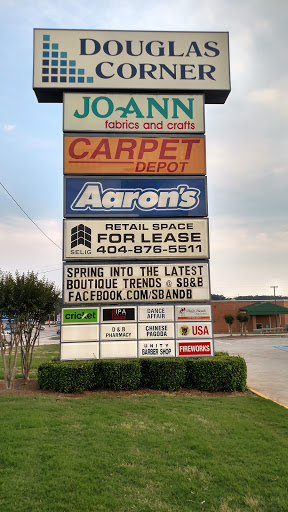 DOUGLAS
CORNER
JO-ANN
fabrics and crafts
CARPET
DEPOT
Aaron's
SELIG
RETAIL SPACE
FOR LEASE
404-875-5511
SPRING INTO THE LATEST
BOUTIQUE TRENDS @ SB&B
FACEBOOK.COM/SBANDB
cricket
IPA
DANCE
AFFAIR
D & B
PHARMACY
CHINESE
PAGODA
USA
UNITY
BARBER SHOP
FIREWORKS